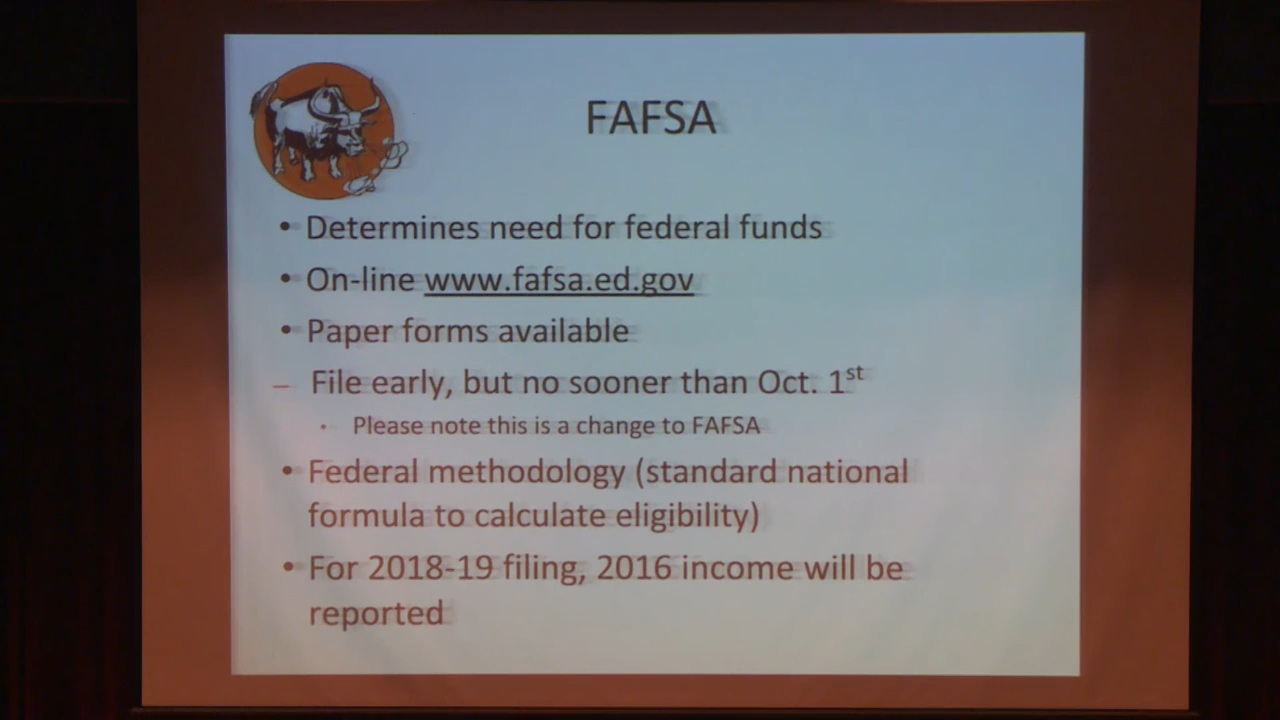 FAFSA
• Determines need for federal funds
• On-line www.fafsa.ed.gov
• Paper forms available
– File early, but no sooner than Oct. 1st
• Please note this is a change to FAFSA
• Federal methodology (standard national
formula to calculate eligibility)
• For 2018-19 filing, 2016 income will be
reported